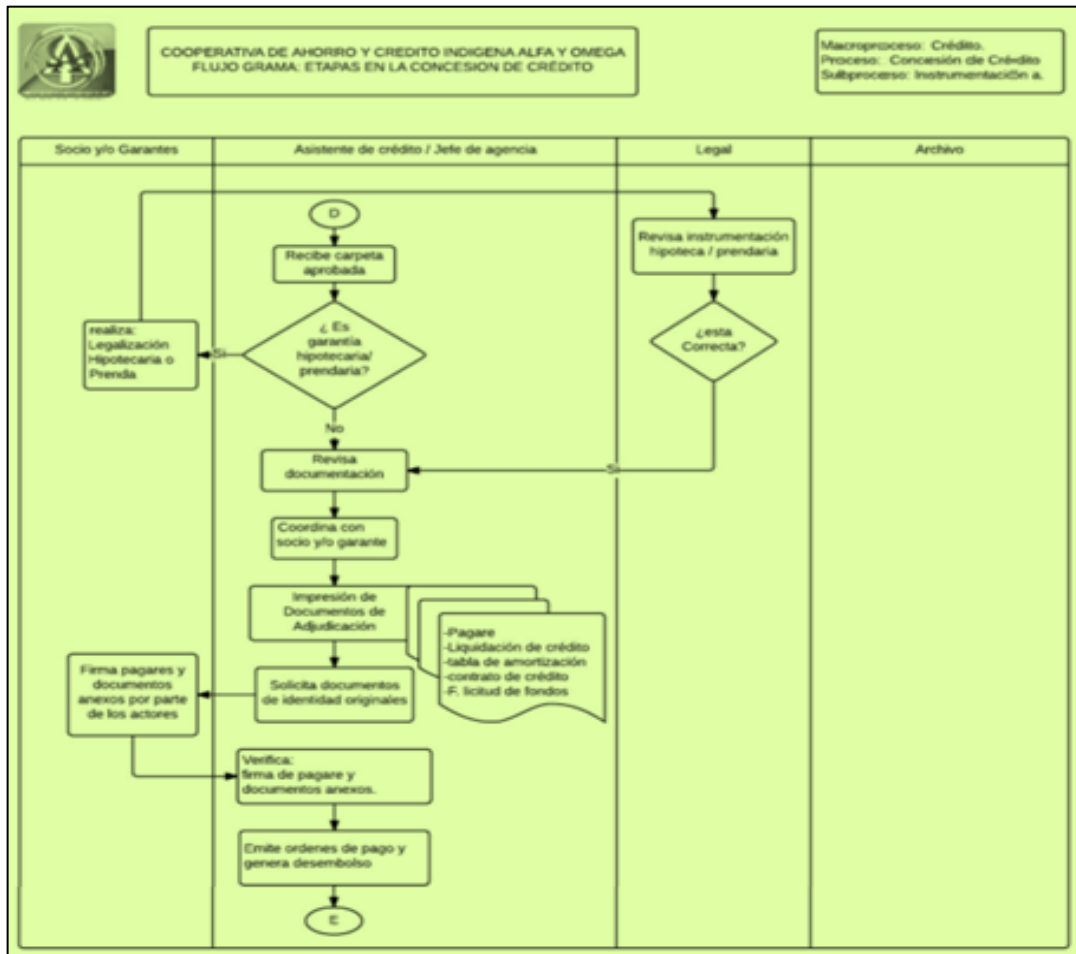 COOPERATIVA DE AHORRO Y CREDITO INDIGENA ALFA Y OMEGA
FLUJO GRAMA: ETAPAS EN LA CONCESION DE CRÉDITO
Macroproceso: Crédito.
Proceso: Concesión de Crédito
Subproceso: Instrumentación a.
Socio y/o Garantes
Asistente de crédito / Jefe de agencia
Legal
Archivo
D
Recibe carpeta
aprobada
¿ Es
garantía
hipotecaria/
prendaria?
Si
realiza:
Legalización
Hipotecaria o
Prenda
Revisa instrumentación
hipoteca / prendaria
¿esta
Correcta?
Si
No
Revisa
documentación
Coordina con
socio y/o garante
Impresión de
Documentos de
Adjudicación
-Pagare
-Liquidación de crédito
-tabla de amortización
-contrato de crédito
-F. licitud de fondos
Solicita documentos
de identidad originales
Firma pagares y
documentos
anexos por parte
de los actores
Verifica:
firma de pagare y
documentos anexos.
Emite ordenes de pago y
genera desembolso
E